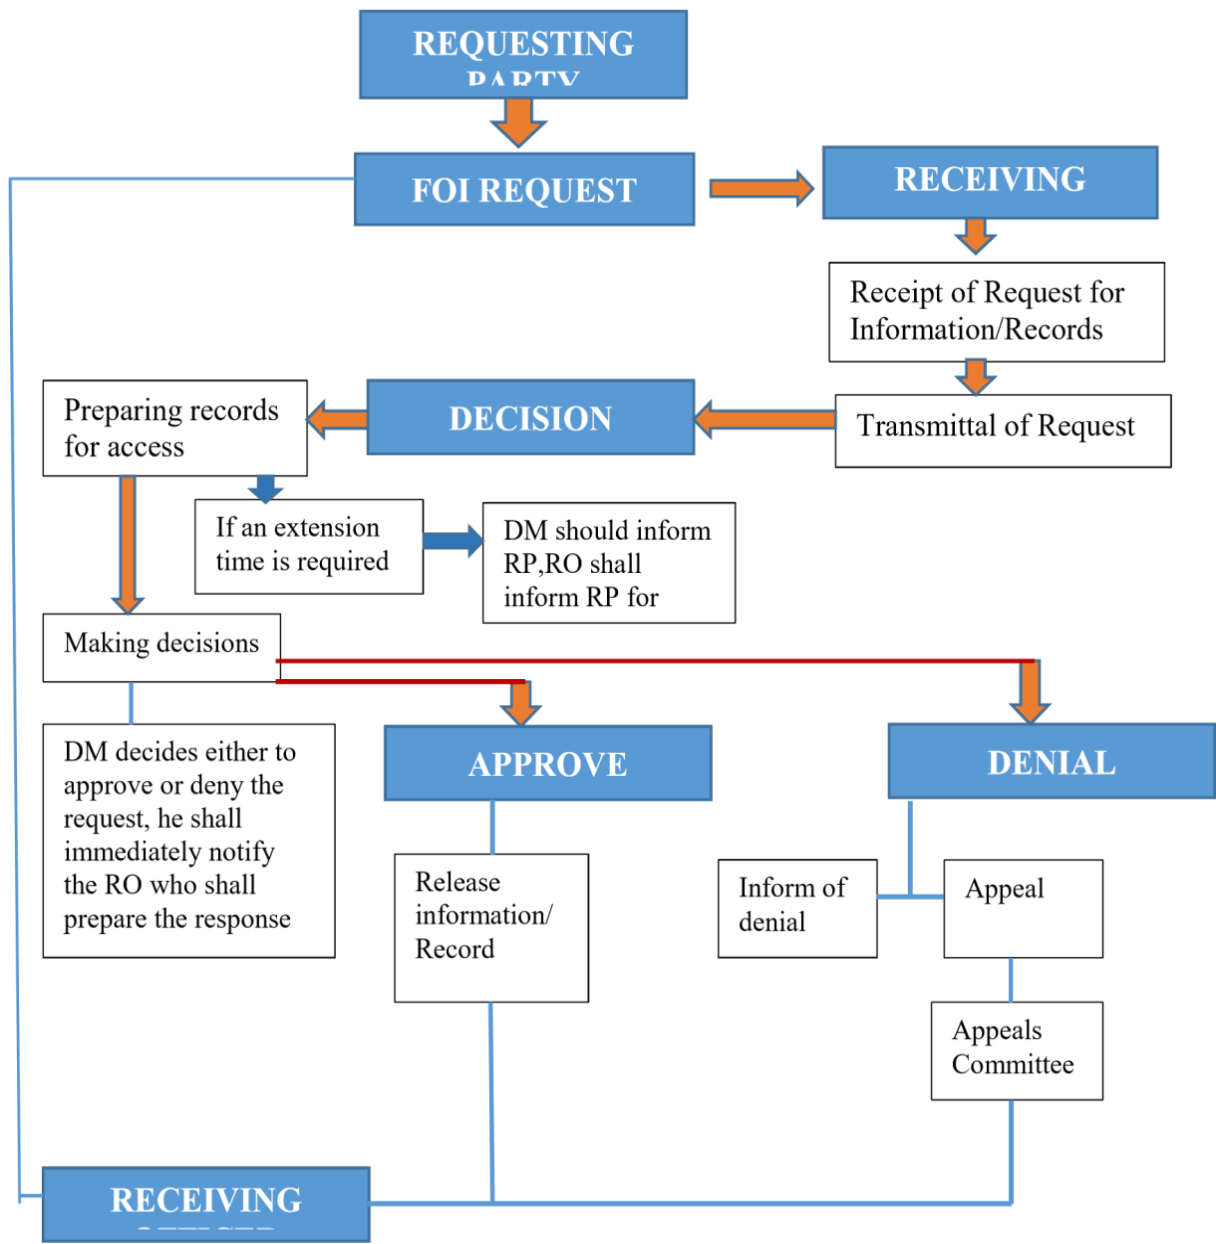 REQUESTING
PARTY
FOI REQUEST
RECEIVING
Receipt of Request for
Information/Records
Transmittal of Request
DECISION
Preparing records
for access
If an extension
time is required
DM should inform
RP,RO shall
inform RP for
Making decisions
DM decides either to
approve or deny the
request, he shall
immediately notify
the RO who shall
prepare the response
APPROVE
DENIAL
Release
information/
Record
Inform of
denial
Appeal
Appeals
Committee
RECEIVING
OFFICER